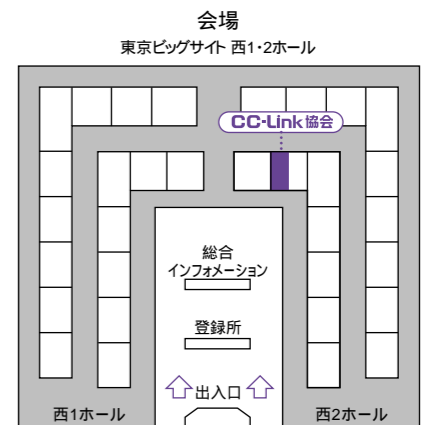 会場
東京ビッグサイト 西1・2ホール
CC-Link協会
総合
インフォメーション
登録所
出入口
西1ホール
西2ホール